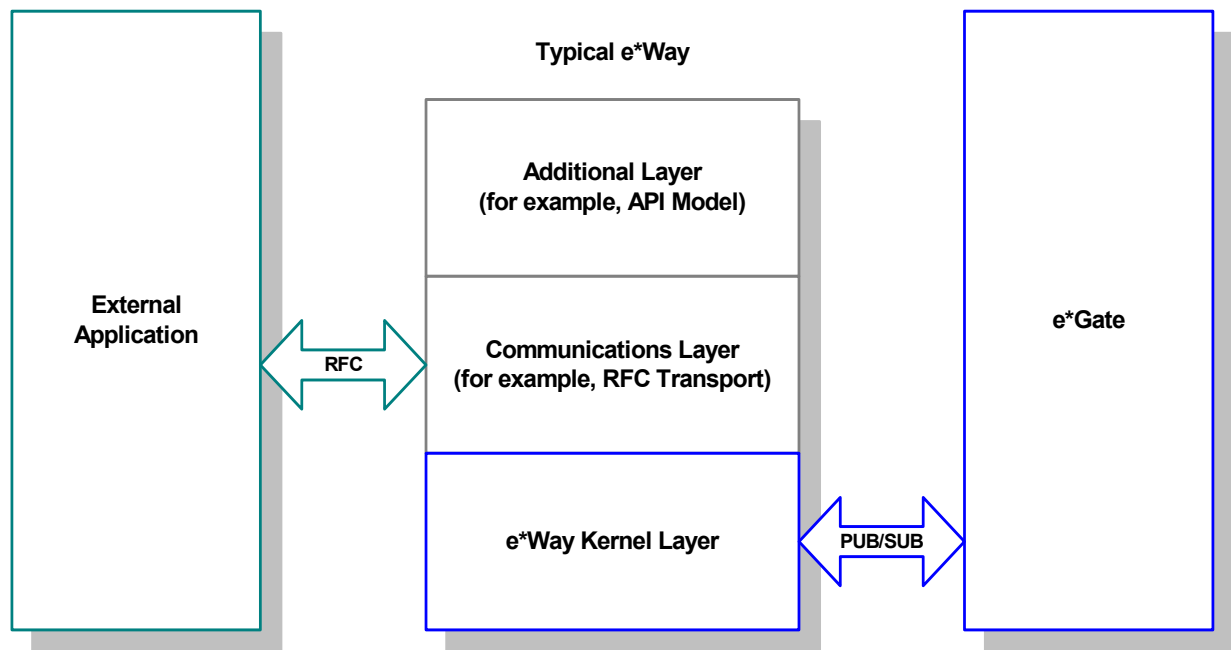 Typical e*Way
Additional Layer
(for example, API Model)
External
Application
RFC
Communications Layer
(for example, RFC Transport)
e*Gate
e*Way Kernel Layer
PUB/SUB